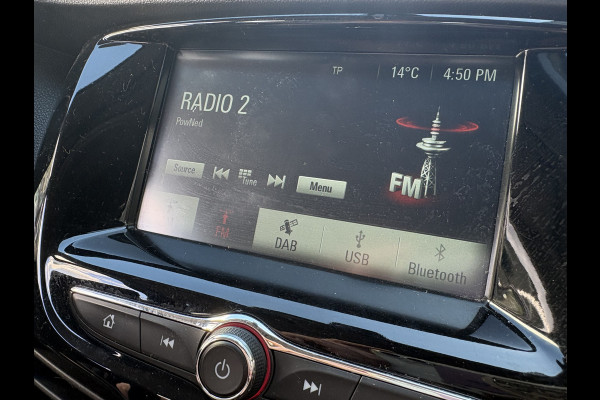 TP 14°C 4:50 PM
RADIO 2
PowNed
Source Tune Menu
FM
FM DAB USB Bluetooth